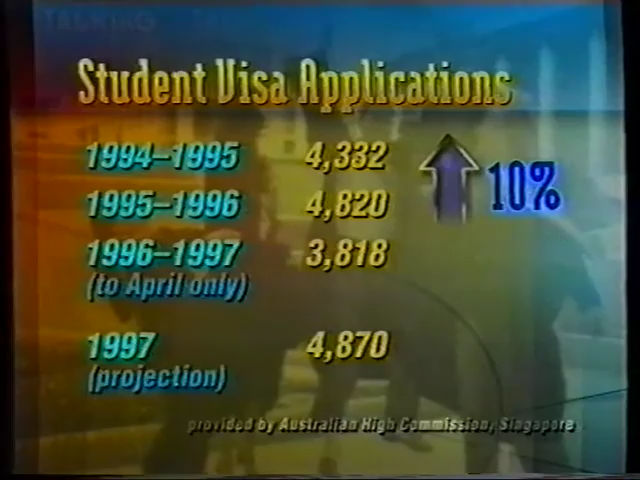 TALKING
Student Visa Applications
1994–1995 4,332
10%
1995–1996 4,820
1996–1997 3,818
(to April only)
1997 4,870
(projection)
provided by Australian High Commission, Singapore